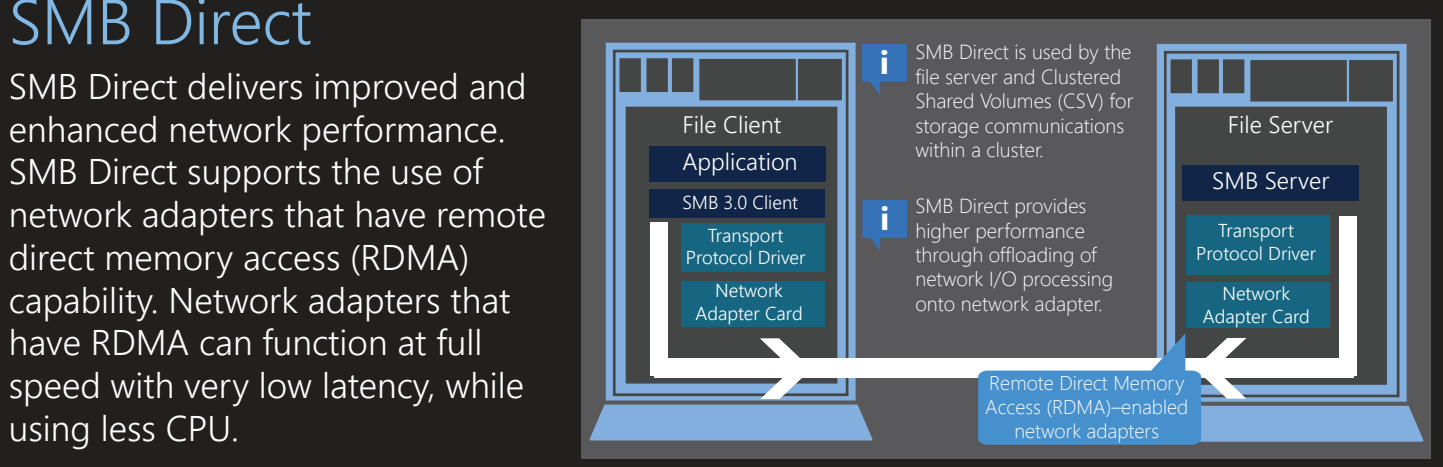 SMB Direct
SMB Direct delivers improved and
enhanced network performance.
SMB Direct supports the use of
network adapters that have remote
direct memory access (RDMA)
capability. Network adapters that
have RDMA can function at full
speed with very low latency, while
using less CPU.
File Client
Application
SMB 3.0 Client
Transport
Protocol Driver
Network
Adapter Card
i
SMB Direct is used by the
file server and Clustered
Shared Volumes (CSV) for
storage communications
within a cluster.
i
SMB Direct provides
higher performance
through offloading of
network I/O processing
onto network adapter.
File Server
SMB Server
Transport
Protocol Driver
Network
Adapter Card
Remote Direct Memory
Access (RDMA)–enabled
network adapters